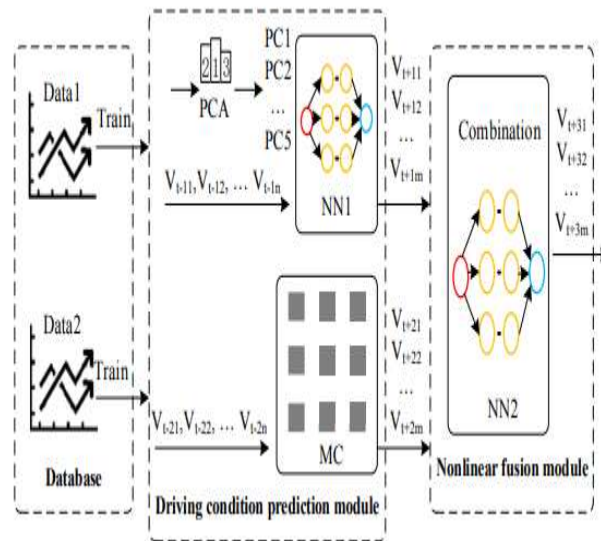 Data1
Train
Data2
Train
Database
2 1 3
PCA
PC1
PC2
...
PC5
NN1
Vt-11, Vt-12, ... Vt-1n
Vt+11
Vt+12
...
Vt+1m
Vt-21, Vt-22, ... Vt-2n
MC
Vt+21
Vt+22
...
Vt+2m
Driving condition prediction module
Combination
NN2
Vt+31
Vt+32
...
Vt+3m
Nonlinear fusion module